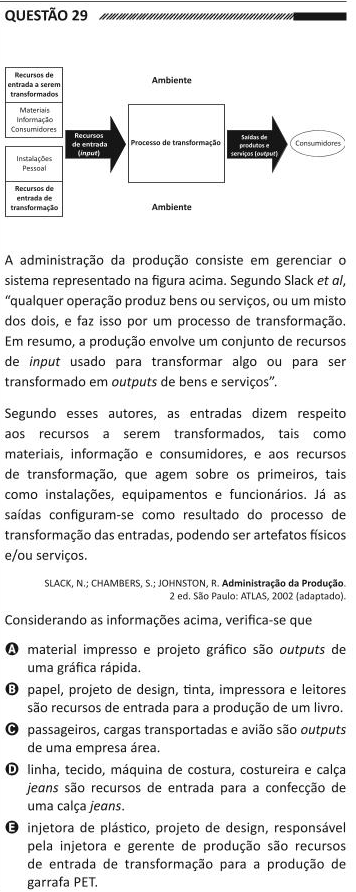 QUESTÃO 29
Recursos de
entrada a serem
transformados
Materiais
Informação
Consumidores
Instalações
Pessoal
Recursos de
entrada de
transformação
Recursos
de entrada
(input)
Ambiente
Processo de transformação
Ambiente
Saídas de
produtos e
serviços (output)
Consumidores
A administração da produção consiste em gerenciar o
sistema representado na figura acima. Segundo Slack et al,
“qualquer operação produz bens ou serviços, ou um misto
dos dois, e faz isso por um processo de transformação.
Em resumo, a produção envolve um conjunto de recursos
de input usado para transformar algo ou para ser
transformado em outputs de bens e serviços”.
Segundo esses autores, as entradas dizem respeito
aos recursos a serem transformados, tais como
materiais, informação e consumidores, e aos recursos
de transformação, que agem sobre os primeiros, tais
como instalações, equipamentos e funcionários. Já as
saídas configuram-se como resultado do processo de
transformação das entradas, podendo ser artefatos físicos
e/ou serviços.
SLACK, N.; CHAMBERS, S.; JOHNSTON, R. Administração da Produção.
2 ed. São Paulo: ATLAS, 2002 (adaptado).
Considerando as informações acima, verifica-se que
A material impresso e projeto gráfico são outputs de
uma gráfica rápida.
B papel, projeto de design, tinta, impressora e leitores
são recursos de entrada para a produção de um livro.
C passageiros, cargas transportadas e avião são outputs
de uma empresa área.
D linha, tecido, máquina de costura, costureira e calça
jeans são recursos de entrada para a confecção de
uma calça jeans.
E injetora de plástico, projeto de design, responsável
pela injetora e gerente de produção são recursos
de entrada de transformação para a produção de
garrafa PET.